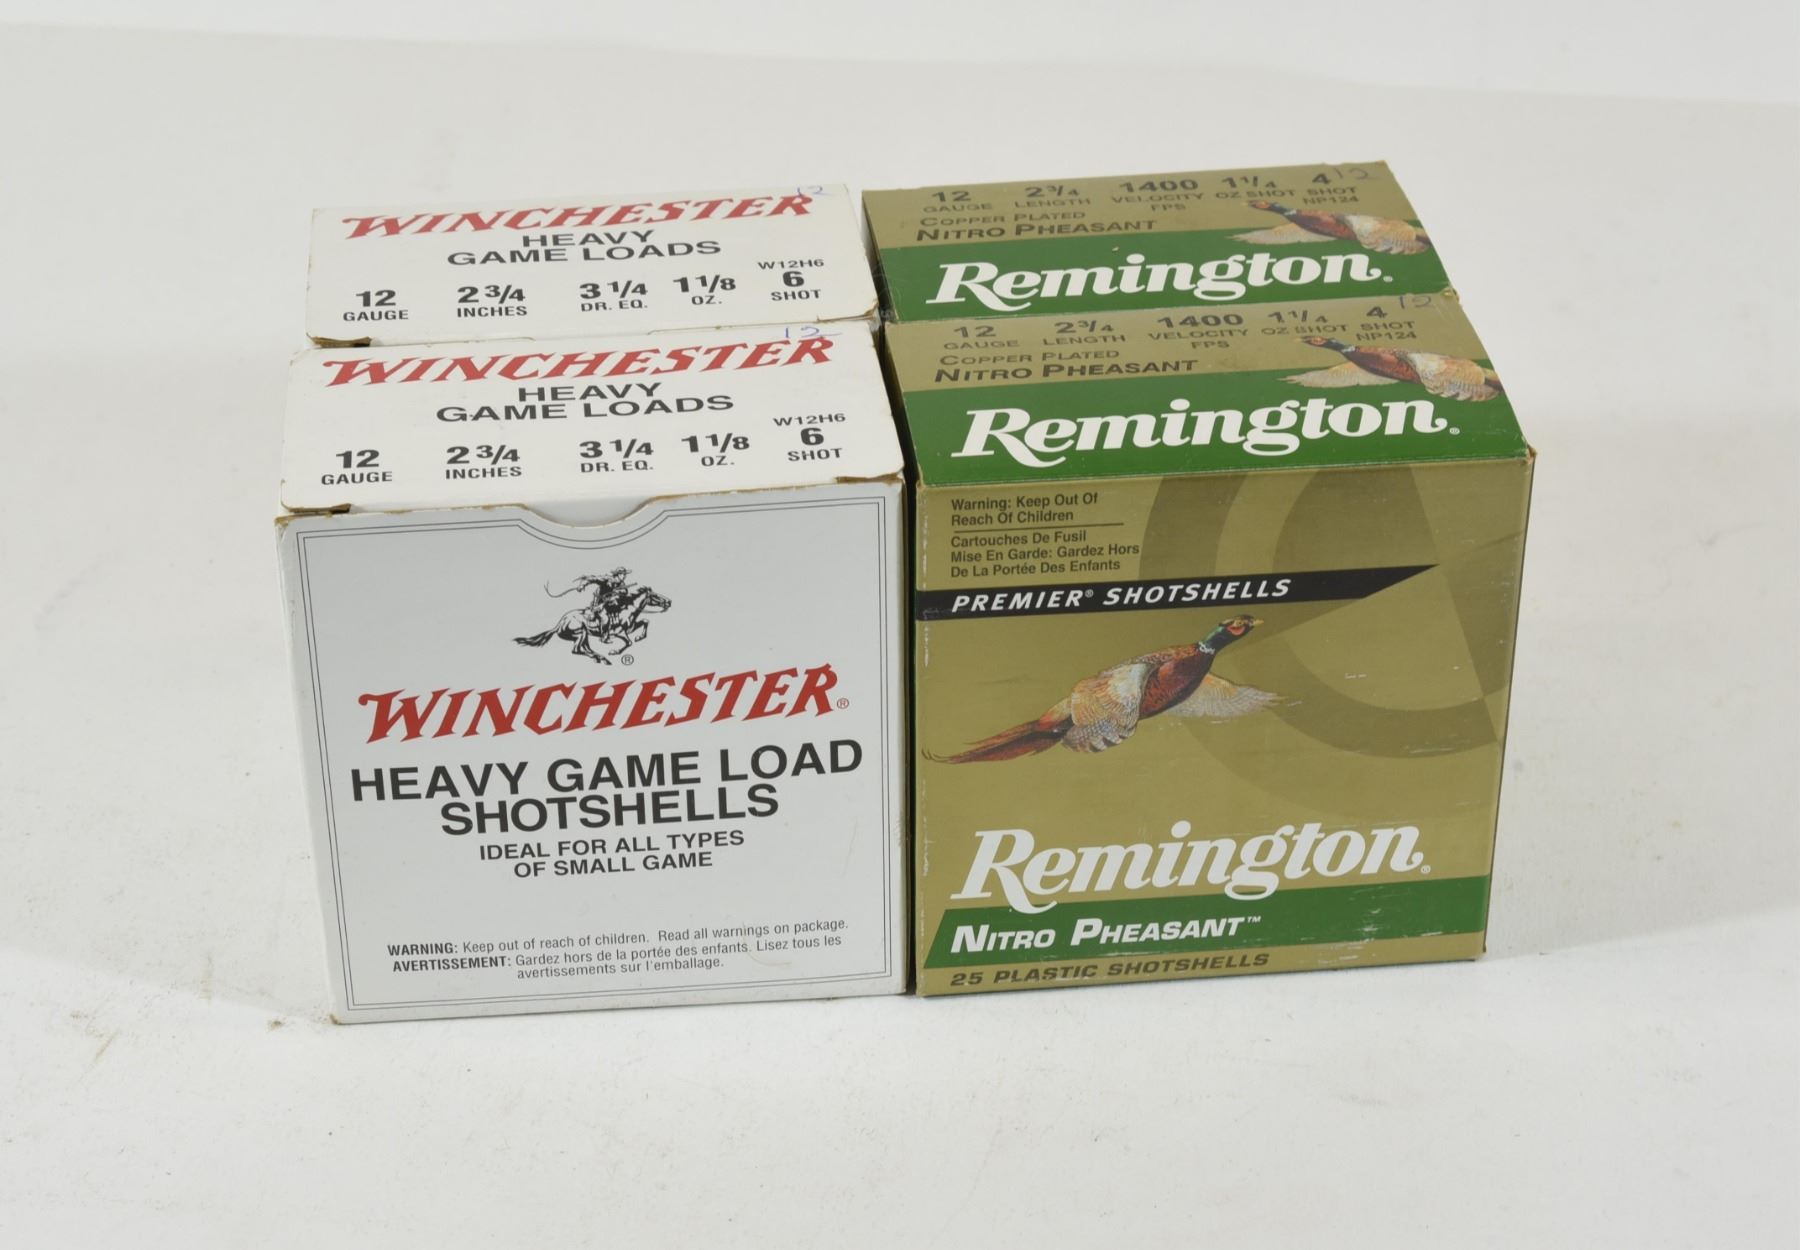 12
WINCHESTER
HEAVY
GAME LOADS
W12H6
12 2 3/4 3 1/4 1 1/8 6
GAUGE INCHES DR. EQ. OZ. SHOT
12
WINCHESTER
HEAVY
GAME LOADS
W12H6
12 2 3/4 3 1/4 1 1/8 6
GAUGE INCHES DR. EQ. OZ. SHOT
®
WINCHESTER®
HEAVY GAME LOAD
SHOTSHELLS
IDEAL FOR ALL TYPES
OF SMALL GAME
WARNING: Keep out of reach of children. Read all warnings on package.
AVERTISSEMENT: Gardez hors de la portée des enfants. Lisez tous les
avertissements sur l'emballage.
12 2 3/4 1400 1 1/4 4 12
GAUGE LENGTH VELOCITY OZ SHOT SHOT
FPS NP124
COPPER PLATED
NITRO PHEASANT
Remington®
12
12 2 3/4 1400 1 1/4 4
GAUGE LENGTH VELOCITY OZ SHOT SHOT
FPS NP124
COPPER PLATED
NITRO PHEASANT
Remington®
Warning: Keep Out Of
Reach Of Children
Cartouches De Fusil
Mise En Garde: Gardez Hors
De La Portée Des Enfants
PREMIER® SHOTSHELLS
Remington®
NITRO PHEASANT™
25 PLASTIC SHOTSHELLS